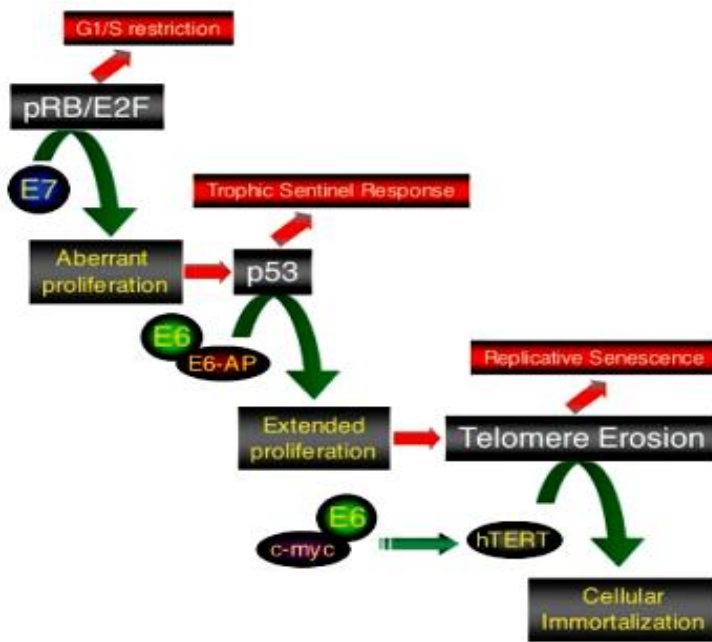 G1/S restriction
pRB/E2F
E7
Trophic Sentinel Response
Aberrant
proliferation
p53
E6
E6-AP
Replicative Senescence
Extended
proliferation
Telomere Erosion
E6
c-myc
hTERT
Cellular
Immortalization